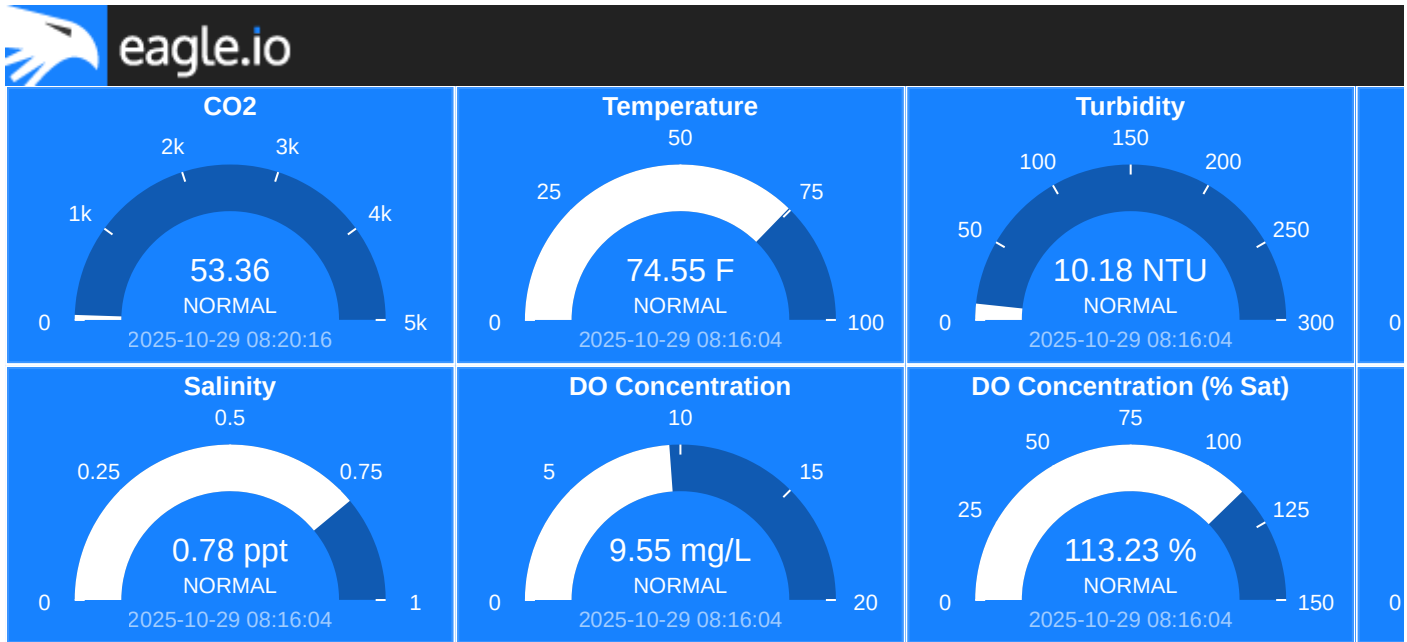 eagle.io
CO2
0
1k
2k
3k
4k
5k
53.36
NORMAL
2025-10-29 08:20:16
Temperature
0
25
50
75
100
74.55 F
NORMAL
2025-10-29 08:16:04
Turbidity
0
50
100
150
200
250
300
10.18 NTU
NORMAL
2025-10-29 08:16:04
0
Salinity
0
0.25
0.5
0.75
1
0.78 ppt
NORMAL
2025-10-29 08:16:04
DO Concentration
0
5
10
15
20
9.55 mg/L
NORMAL
2025-10-29 08:16:04
DO Concentration (% Sat)
0
25
50
75
100
125
150
113.23 %
NORMAL
2025-10-29 08:16:04
0